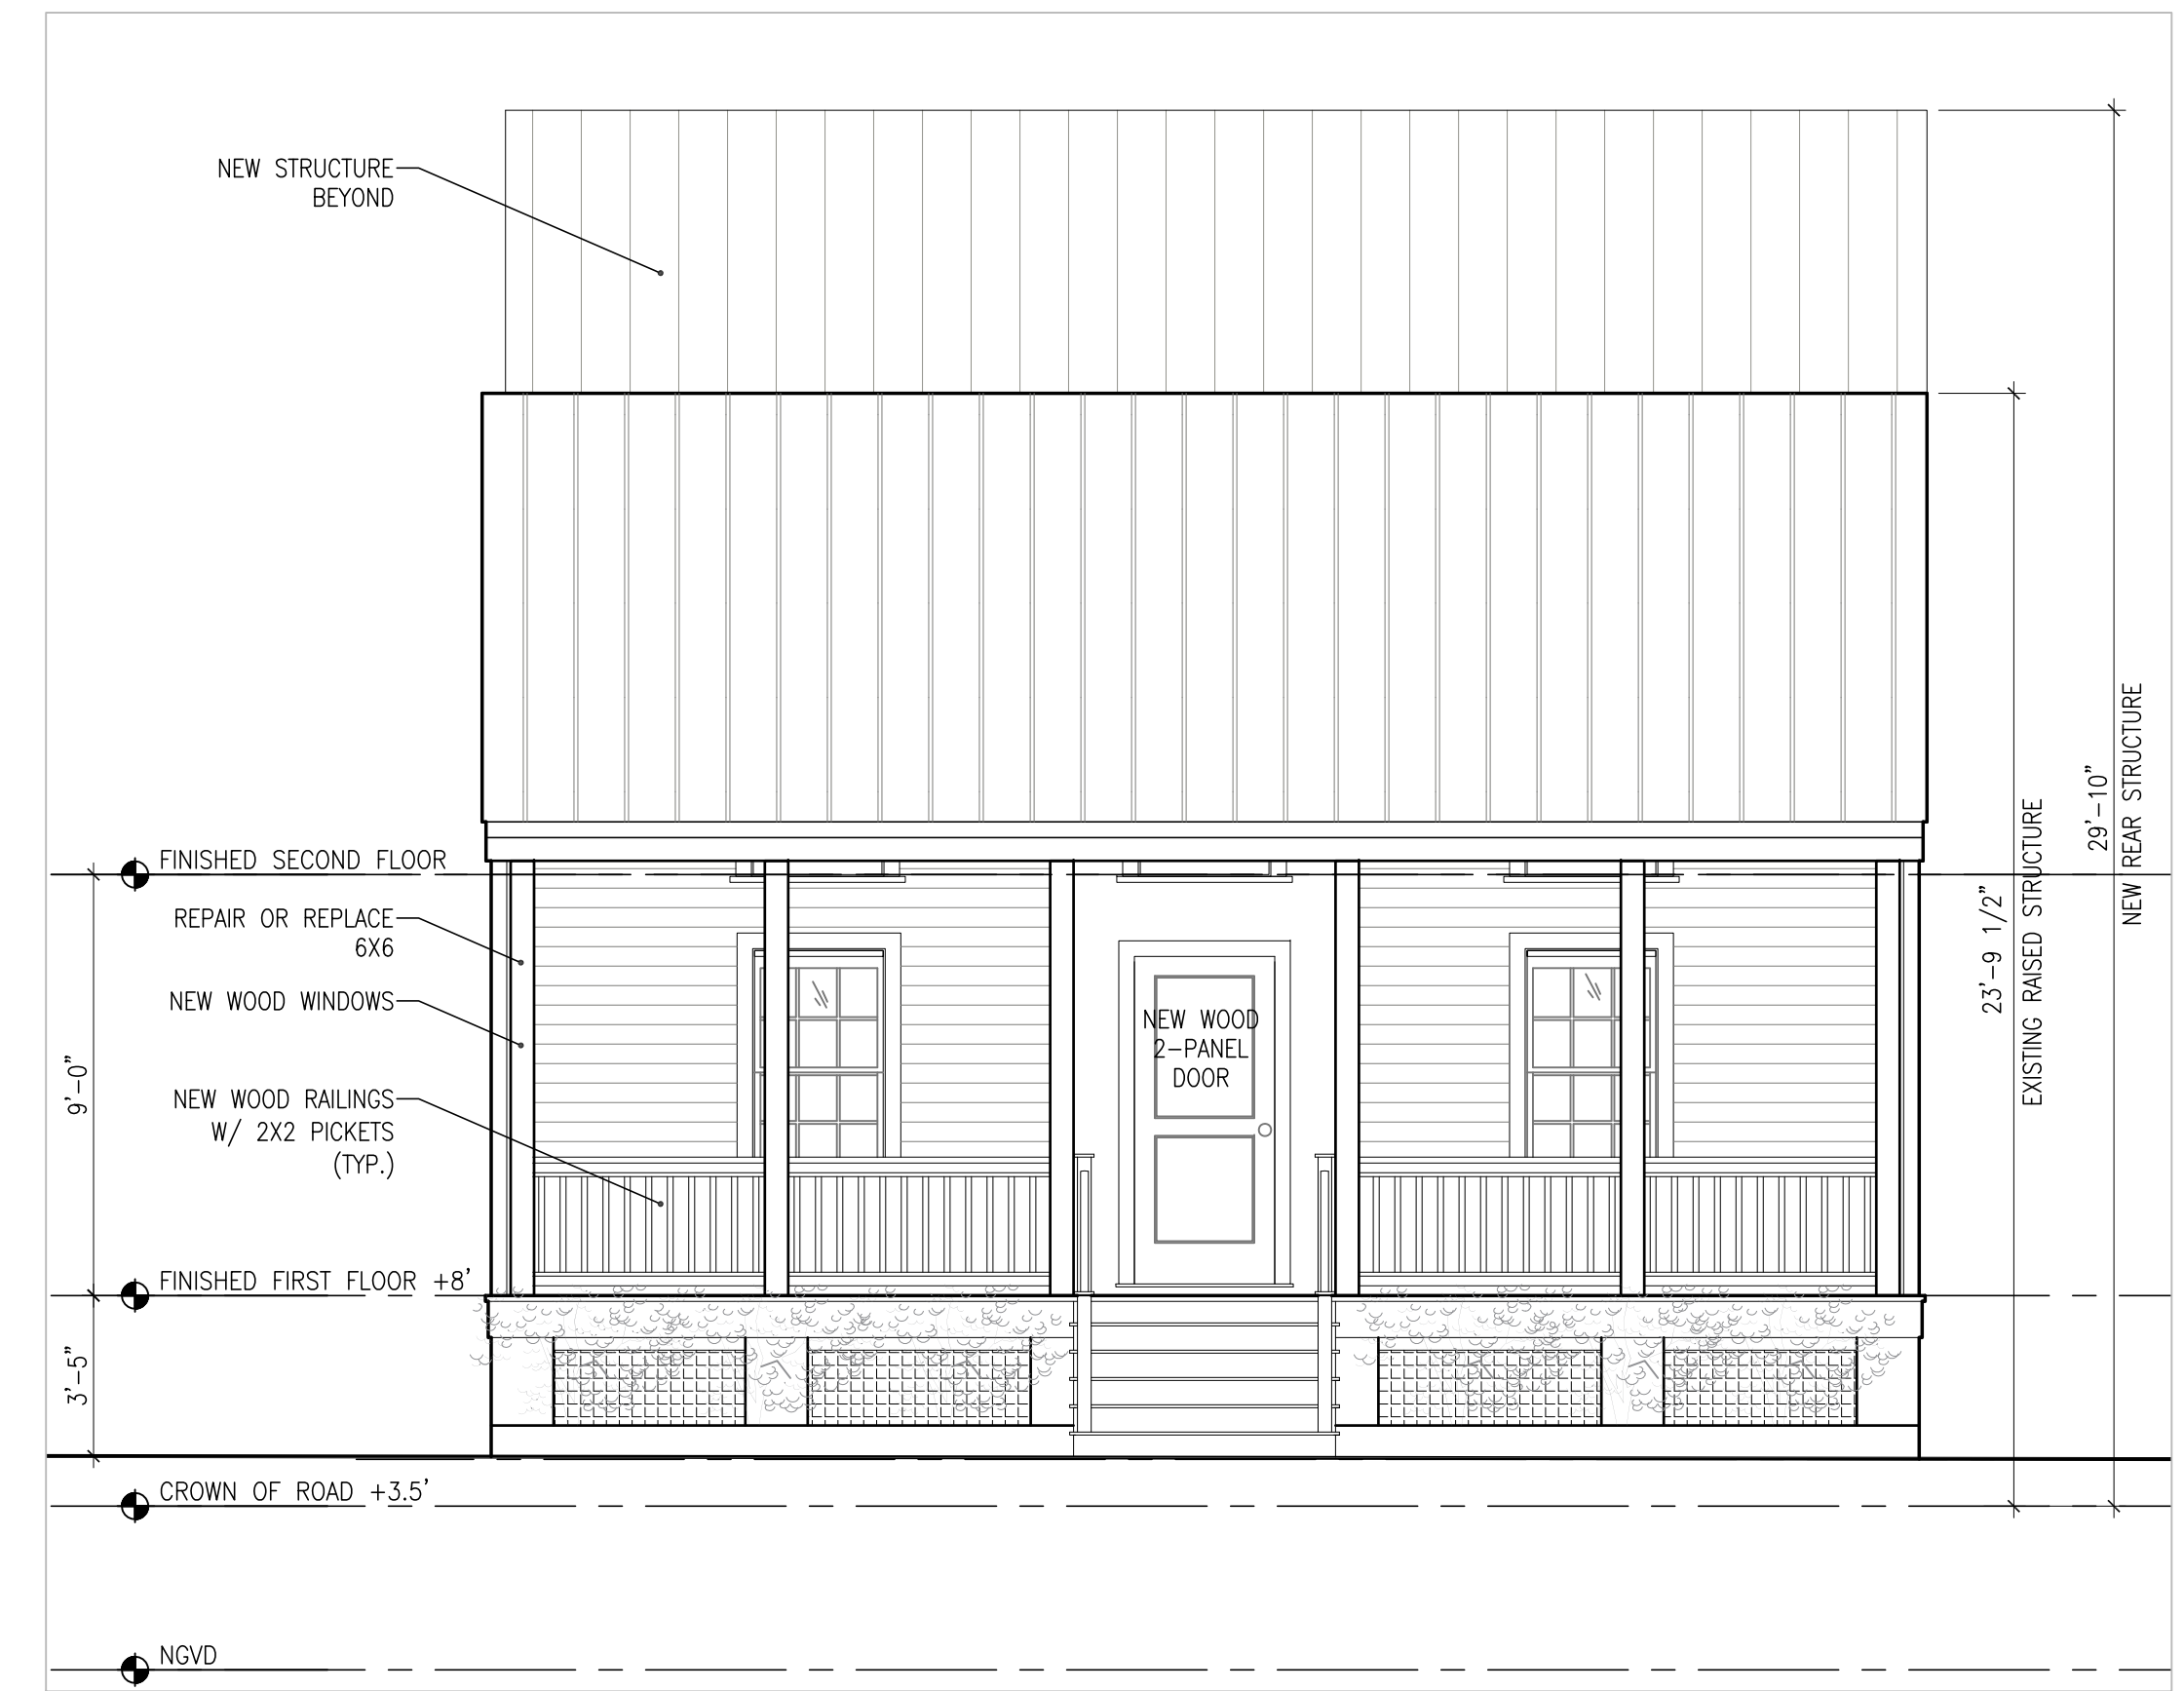 NEW STRUCTURE
BEYOND
FINISHED SECOND FLOOR
REPAIR OR REPLACE
6X6
NEW WOOD WINDOWS
NEW WOOD RAILINGS
W/ 2X2 PICKETS
(TYP.)
9'-0"
NEW WOOD
2-PANEL
DOOR
23'-9 1/2"
EXISTING RAISED STRUCTURE
29'-10"
NEW REAR STRUCTURE
FINISHED FIRST FLOOR +8'
3'-5"
CROWN OF ROAD +3.5'
NGVD